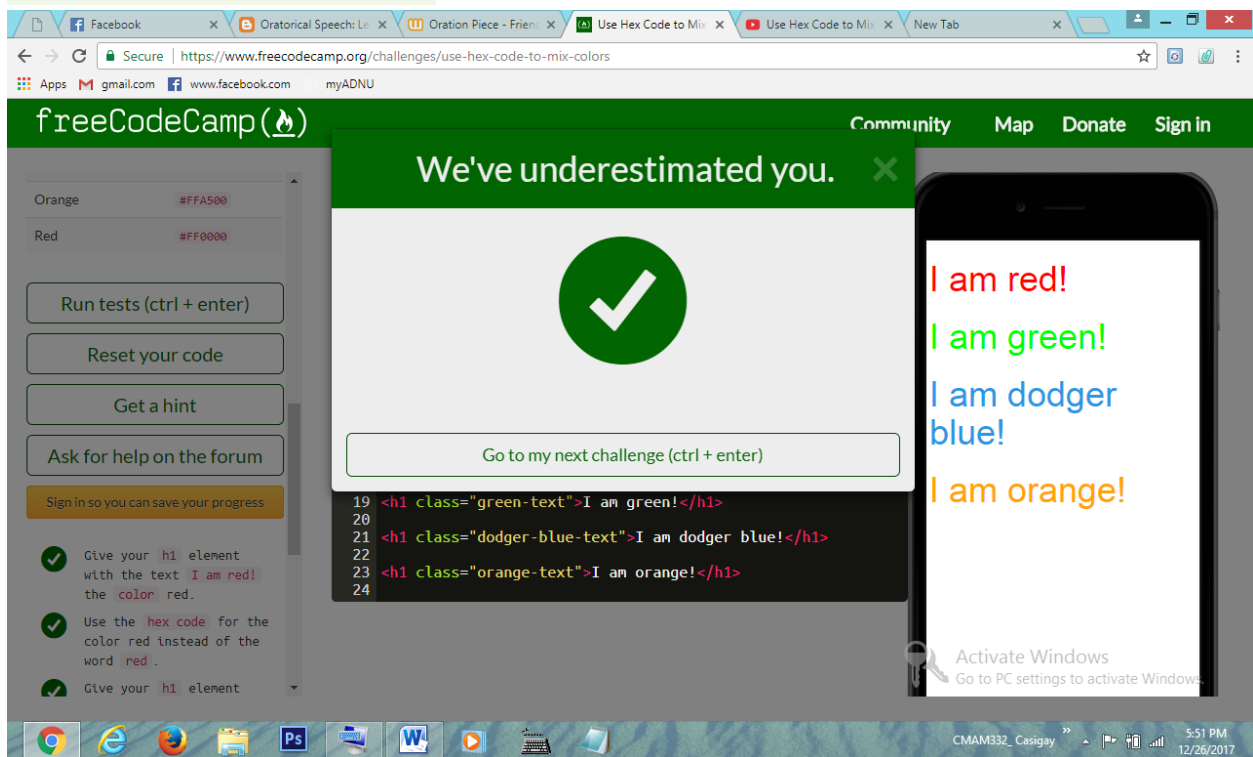 Facebook
Oratorical Speech: Le
Oration Piece - Frien
Use Hex Code to Mix
Use Hex Code to Mix
New Tab
Secure | https://www.freecodecamp.org/challenges/use-hex-code-to-mix-colors
Apps gmail.com www.facebook.com myADNU
freeCodeCamp
Community Map Donate Sign in
We've underestimated you.
Orange #FFA500
Red #FF0000
Run tests (ctrl + enter)
Reset your code
Get a hint
Ask for help on the forum
Sign in so you can save your progress
Give your h1 element
with the text I am red!
the color red.
Use the hex code for the
color red instead of the
word red .
Give your h1 element
Go to my next challenge (ctrl + enter)
19 <h1 class="green-text">I am green!</h1>
20
21 <h1 class="dodger-blue-text">I am dodger blue!</h1>
22
23 <h1 class="orange-text">I am orange!</h1>
24
I am red!
I am green!
I am dodger
blue!
I am orange!
Activate Windows
Go to PC settings to activate Windows.
Ps
W
CMAM332_ Casigay
5:51 PM
12/26/2017